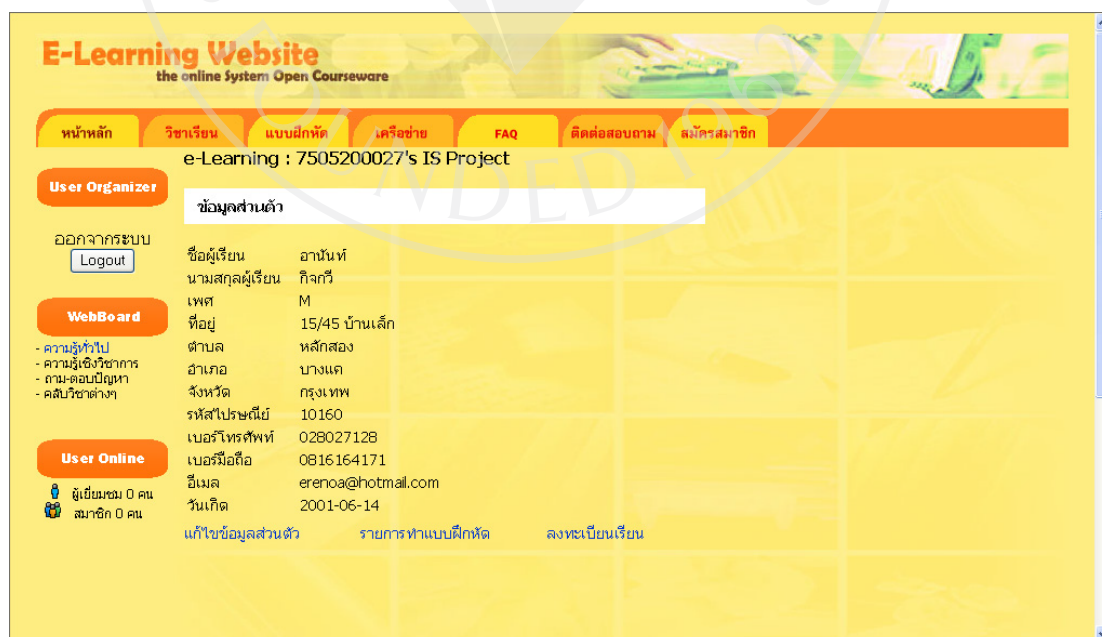 E-Learning Website
the online System Open Courseware
หน้าหลัก วิชาเรียน แบบฝึกหัด เครือข่าย FAQ ติดต่อสอบถาม สมัครสมาชิก
e-Learning : 7505200027's IS Project
User Organizer
ออกจากระบบ
Logout
WebBoard
- ความรู้ทั่วไป
- ความรู้เชิงวิชาการ
- ถาม-ตอบปัญหา
- คลับวิชาต่างๆ
User Online
ผู้เยี่ยมชม 0 คน
สมาชิก 0 คน
ข้อมูลส่วนตัว
ชื่อผู้เรียน อานันท์
นามสกุลผู้เรียน กิจกวี
เพศ M
ที่อยู่ 15/45 บ้านเล็ก
ตำบล หลักสอง
อำเภอ บางแค
จังหวัด กรุงเทพ
รหัสไปรษณีย์ 10160
เบอร์โทรศัพท์ 028027128
เบอร์มือถือ 0816164171
อีเมล erenoa@hotmail.com
วันเกิด 2001-06-14
แก้ไขข้อมูลส่วนตัว รายการทำแบบฝึกหัด ลงทะเบียนเรียน